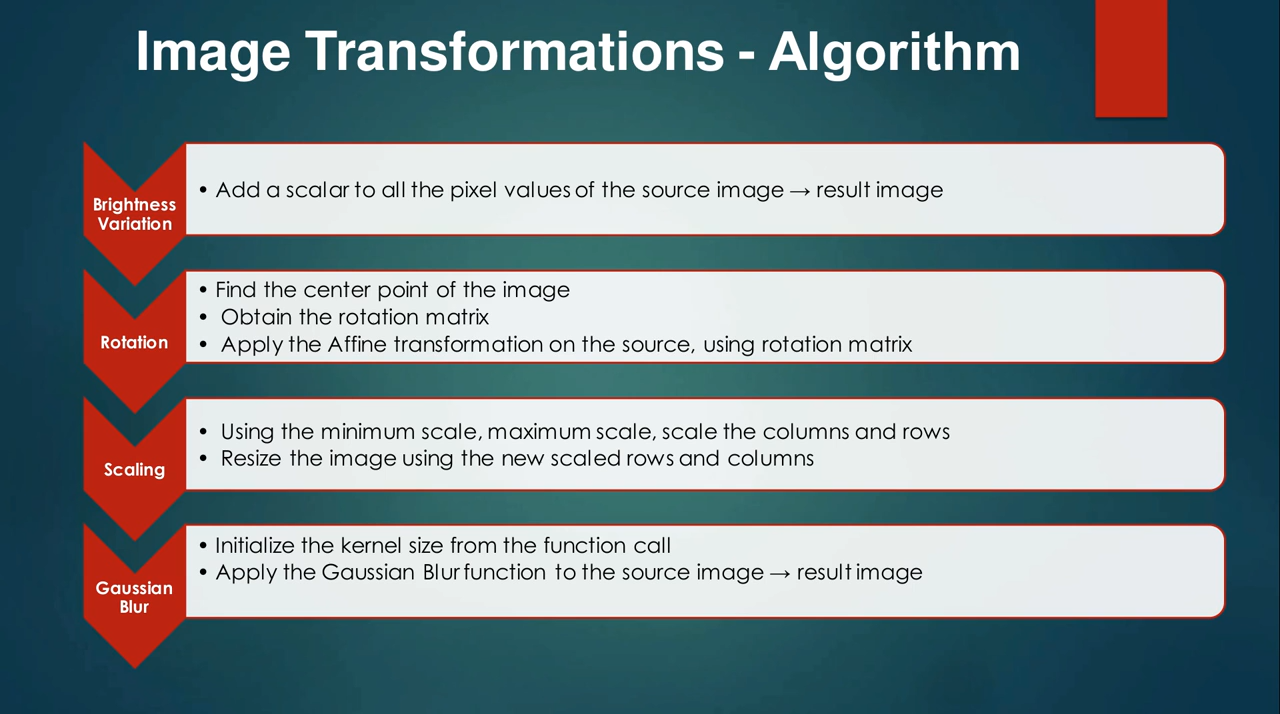 Image Transformations - Algorithm
Brightness
Variation
• Add a scalar to all the pixel values of the source image → result image
Rotation
• Find the center point of the image
• Obtain the rotation matrix
• Apply the Affine transformation on the source, using rotation matrix
Scaling
• Using the minimum scale, maximum scale, scale the columns and rows
• Resize the image using the new scaled rows and columns
Gaussian
Blur
• Initialize the kernel size from the function call
• Apply the Gaussian Blur function to the source image → result image